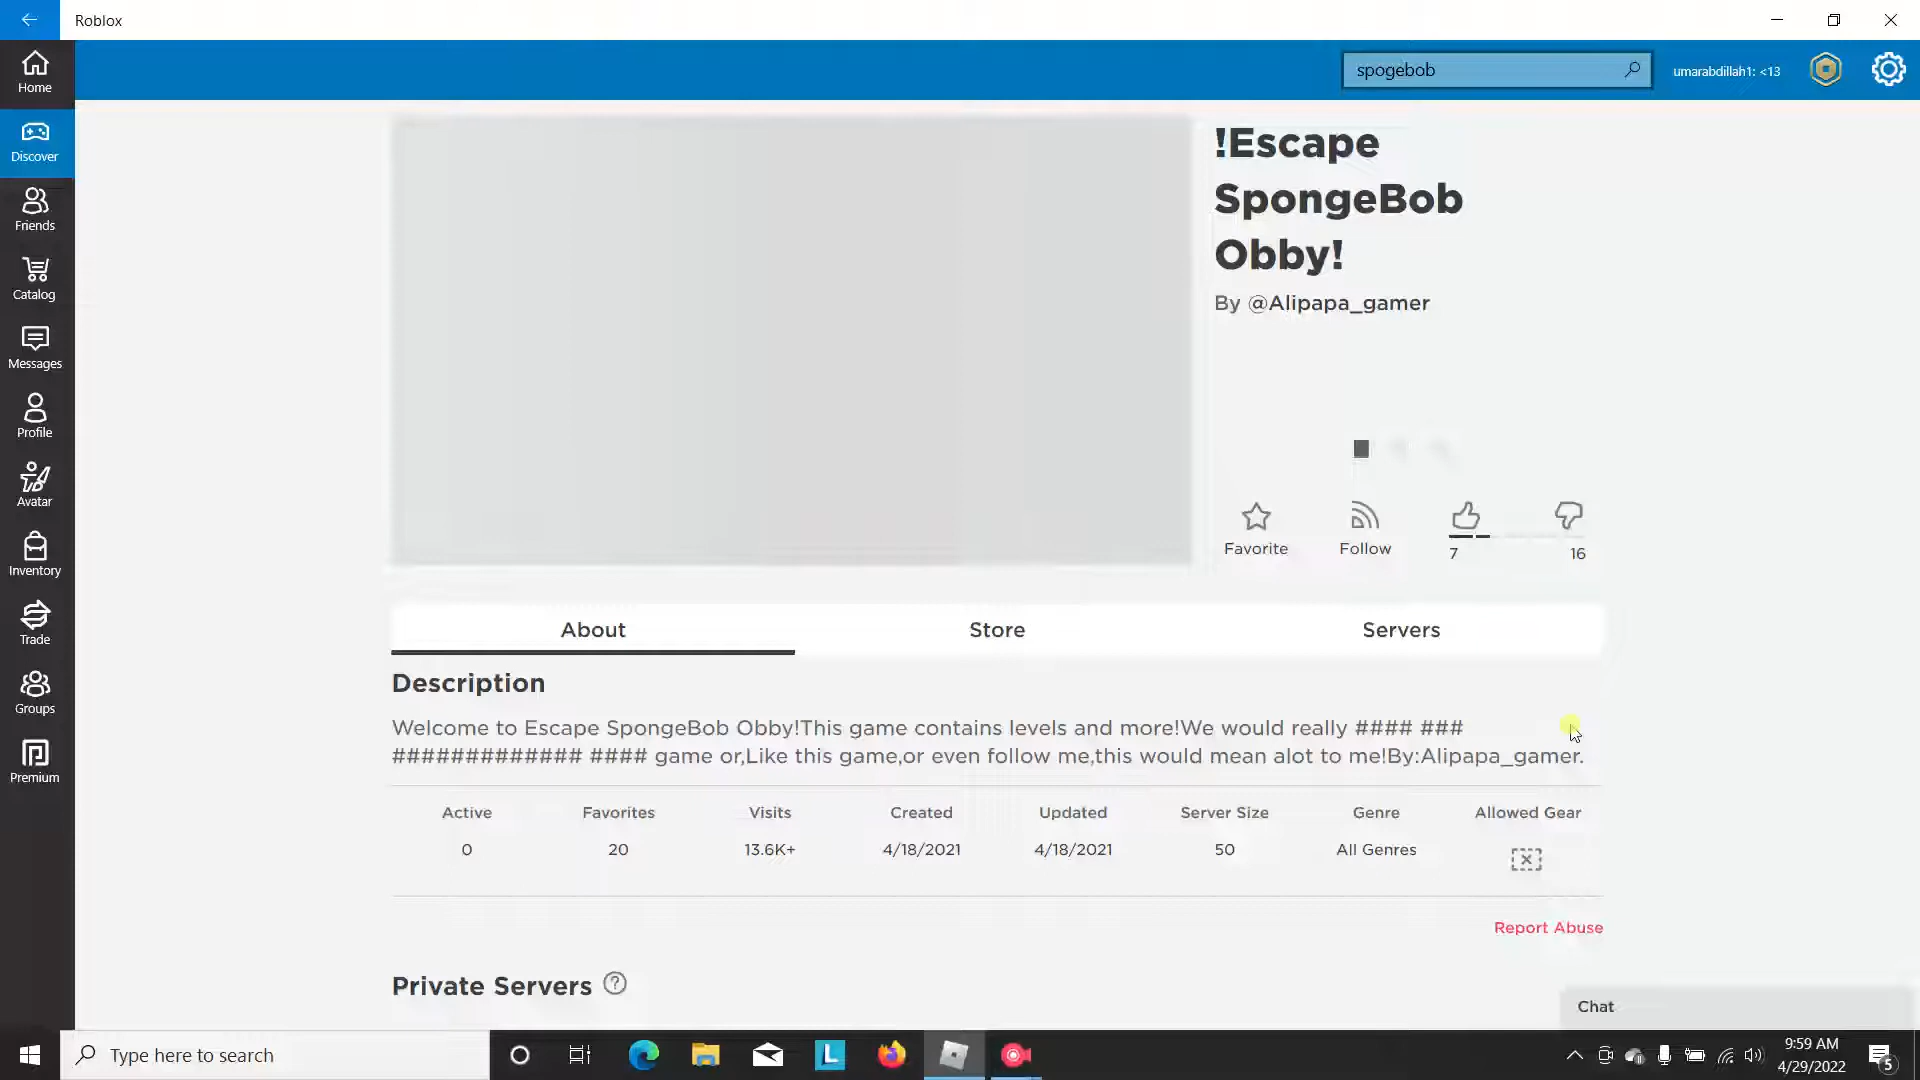 Roblox
spogebob
umarabdillah1: <13
Home
Discover
Friends
Catalog
Messages
Profile
Avatar
Inventory
Trade
Groups
Premium
!Escape
SpongeBob
Obby!
By @Alipapa_gamer
Favorite
Follow
7
16
About
Store
Servers
Description
Welcome to Escape SpongeBob Obby!This game contains levels and more!We would really #### ###
############# #### game or,Like this game,or even follow me,this would mean alot to me!By:Alipapa_gamer.
Active Favorites Visits Created Updated Server Size Genre Allowed Gear
0 20 13.6K+ 4/18/2021 4/18/2021 50 All Genres
Report Abuse
Private Servers ?
Chat
Type here to search
L
9:59 AM
4/29/2022
5